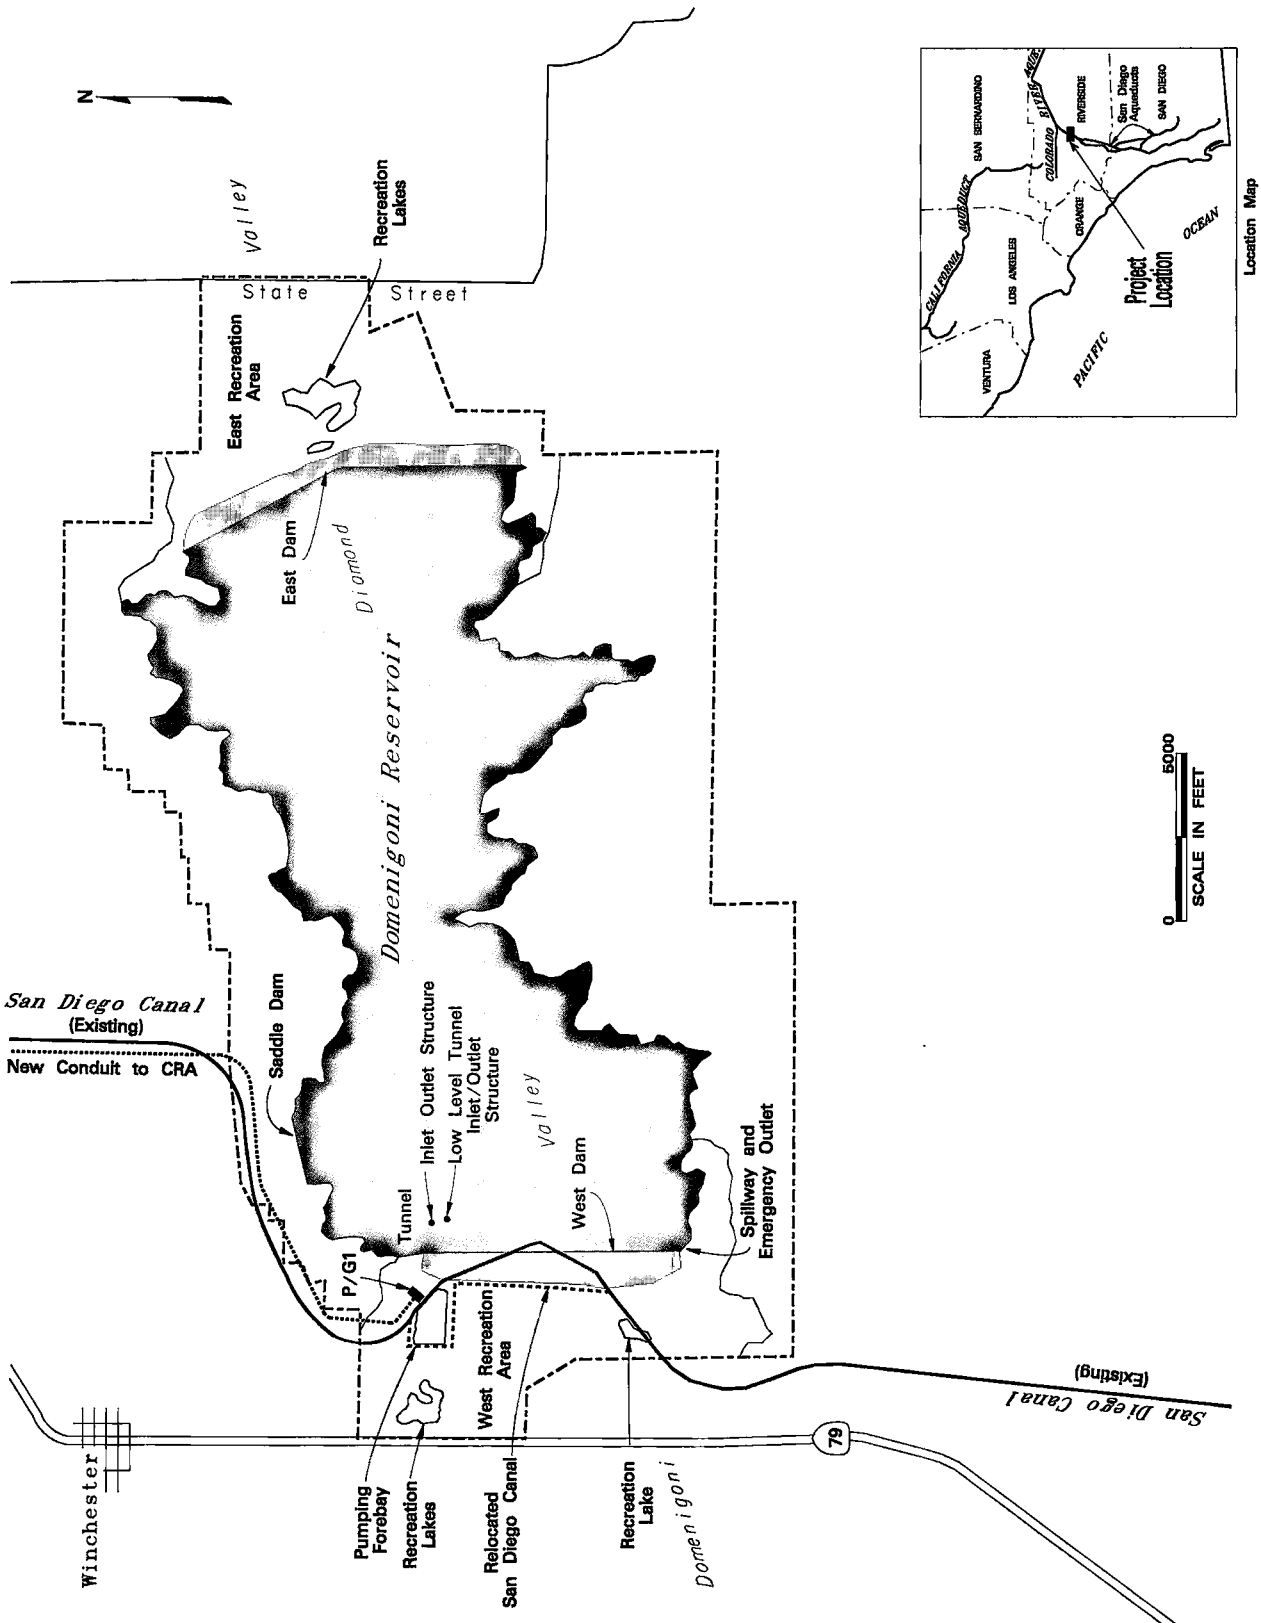 N
Valley
Recreation
Lakes
State Street
East Recreation
Area
East Dam
Diamond
Domenigoni Reservoir
San Diego Canal
(Existing)
New Conduit to CRA
Saddle Dam
Inlet Outlet Structure
Low Level Tunnel
Inlet/Outlet
Structure
Valley
Tunnel
P/G1
West Dam
Spillway and
Emergency Outlet
West Recreation
Area
Winchester
Pumping
Forebay
Recreation
Lakes
Relocated
San Diego Canal
Recreation
Lake
Domenigoni
79
San Diego Canal
(Existing)
0 5000
SCALE IN FEET
CALIFORNIA AQUEDUCT
SAN BERNARDINO
COLORADO RIVER AQUE.
RIVERSIDE
San Diego
Aqueducts
SAN DIEGO
VENTURA
LOS ANGELES
ORANGE
Project
Location
PACIFIC
OCEAN
Location Map